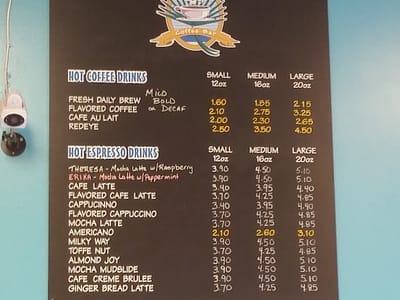 Coffee Bar
HOT COFFEE DRINKS SMALL 12oz MEDIUM 16oz LARGE 20oz
FRESH DAILY BREW MILD 1.60 1.85 2.15
FLAVORED COFFEE BOLD 2.10 2.75 3.25
CAFE AU LAIT or DECAF 2.00 2.30 2.65
REDEYE 2.50 3.50 4.50
HOT ESPRESSO DRINKS SMALL 12oz MEDIUM 16oz LARGE 20oz
THERESA - Mocha Latte w/Raspberry 3.90 4.50 5.10
ERIKA - Mocha Latte w/Peppermint 3.90 4.50 5.10
CAFE LATTE 3.40 3.95 4.40
FLAVORED CAFE LATTE 3.70 4.25 4.85
CAPPUCINNO 3.40 3.95 4.40
FLAVORED CAPPUCINO 3.70 4.25 4.85
MOCHA LATTE 3.70 4.25 4.85
AMERICANO 2.10 2.60 3.10
MILKY WAY 3.90 4.50 5.10
TOFFE NUT 3.70 4.25 4.85
ALMOND JOY 3.90 4.50 5.10
MOCHA MUDSLIDE 3.90 4.50 5.10
CAFE CREME BRULEE 3.70 4.25 4.85
GINGER BREAD LATTE 3.70 4.25 4.85